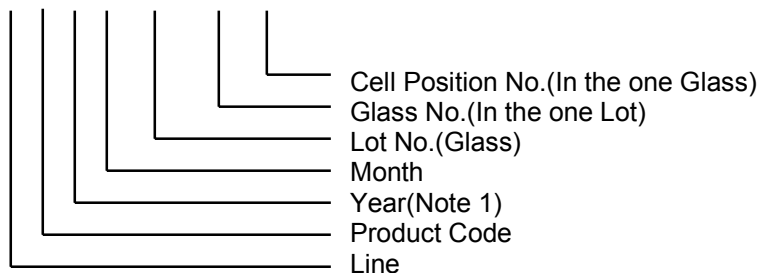 Cell Position No.(In the one Glass)
Glass No.(In the one Lot)
Lot No.(Glass)
Month
Year(Note 1)
Product Code
Line